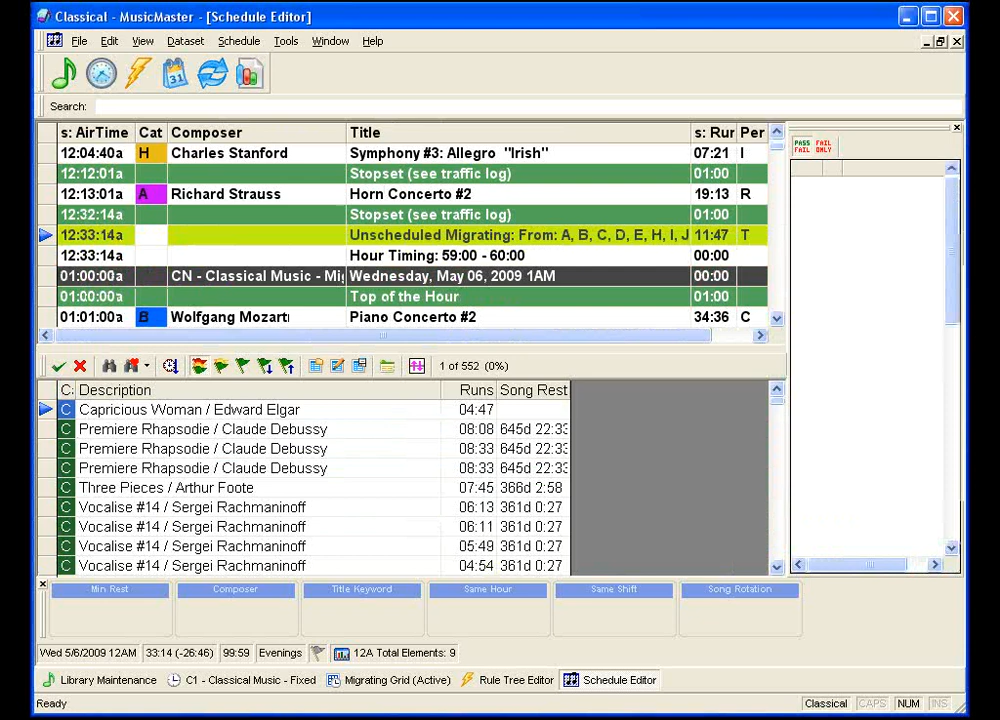 Classical - MusicMaster - [Schedule Editor]
File Edit View Dataset Schedule Tools Window Help
31
Search:
s: AirTime Cat Composer Title s: Rur Per
12:04:40a H Charles Stanford Symphony #3: Allegro "Irish" 07:21 I
12:12:01a Stopset (see traffic log) 01:00
12:13:01a A Richard Strauss Horn Concerto #2 19:13 R
12:32:14a Stopset (see traffic log) 01:00
12:33:14a Unscheduled Migrating: From: A, B, C, D, E, H, I, J 11:47 T
12:33:14a Hour Timing: 59:00 - 60:00 00:00
01:00:00a CN - Classical Music - Mi Wednesday, May 06, 2009 1AM 00:00
01:00:00a Top of the Hour 01:00
01:01:00a B Wolfgang Mozart Piano Concerto #2 34:36 C
PASS FAIL
FAIL ONLY
1 of 552 (0%)
C: Description Runs Song Rest
C Capricious Woman / Edward Elgar 04:47
C Premiere Rhapsodie / Claude Debussy 08:08 645d 22:33
C Premiere Rhapsodie / Claude Debussy 08:33 645d 22:33
C Premiere Rhapsodie / Claude Debussy 08:33 645d 22:33
C Three Pieces / Arthur Foote 07:45 366d 2:58
C Vocalise #14 / Sergei Rachmaninoff 06:13 361d 0:27
C Vocalise #14 / Sergei Rachmaninoff 06:11 361d 0:27
C Vocalise #14 / Sergei Rachmaninoff 05:49 361d 0:27
C Vocalise #14 / Sergei Rachmaninoff 04:54 361d 0:27
Min Rest Composer Title Keyword Same Hour Same Shift Song Rotation
Wed 5/6/2009 12AM 33:14 (-26:46) 99:59 Evenings 12A Total Elements: 9
Library Maintenance C1 - Classical Music - Fixed Migrating Grid (Active) Rule Tree Editor Schedule Editor
Ready Classical CAPS NUM INS